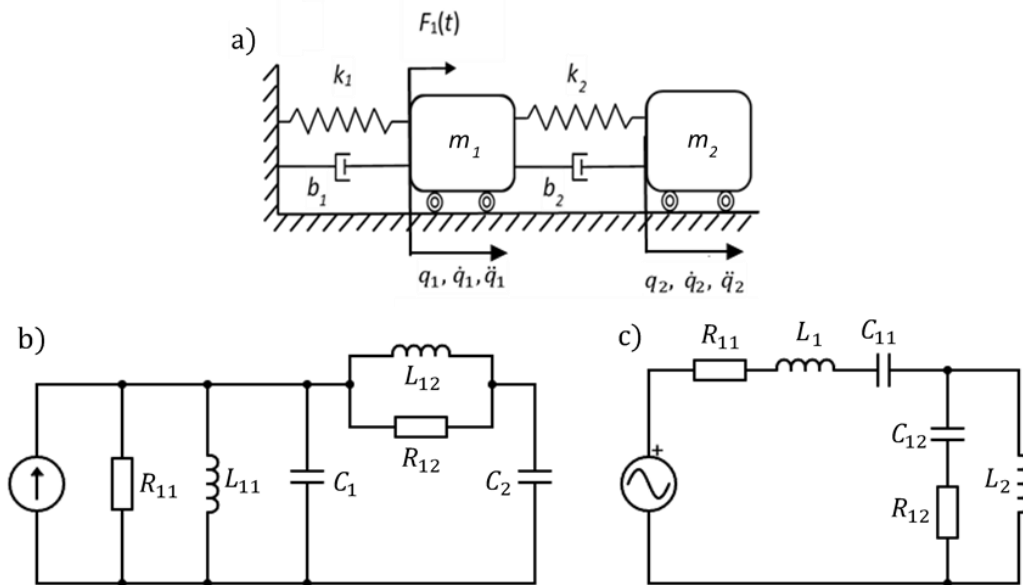 a)
F₁(t)
k₁
k₂
m₁
m₂
b₁
b₂
q₁, q̇₁, q̈₁
q₂, q̇₂, q̈₂
b)
L₁₂
R₁₂
R₁₁
L₁₁
C₁
C₂
c)
R₁₁
L₁
C₁₁
+
C₁₂
R₁₂
L₂